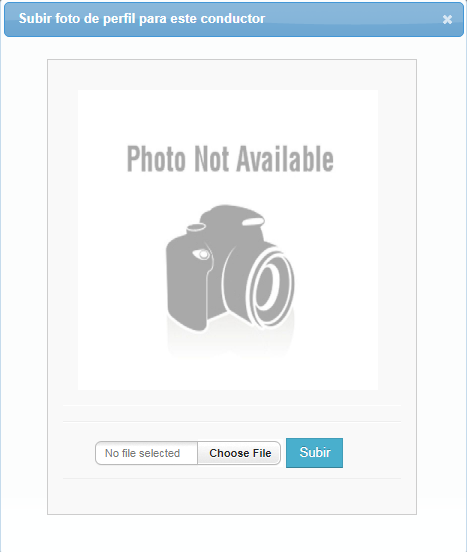 Subir foto de perfil para este conductor
Photo Not Available
No file selected Choose File Subir